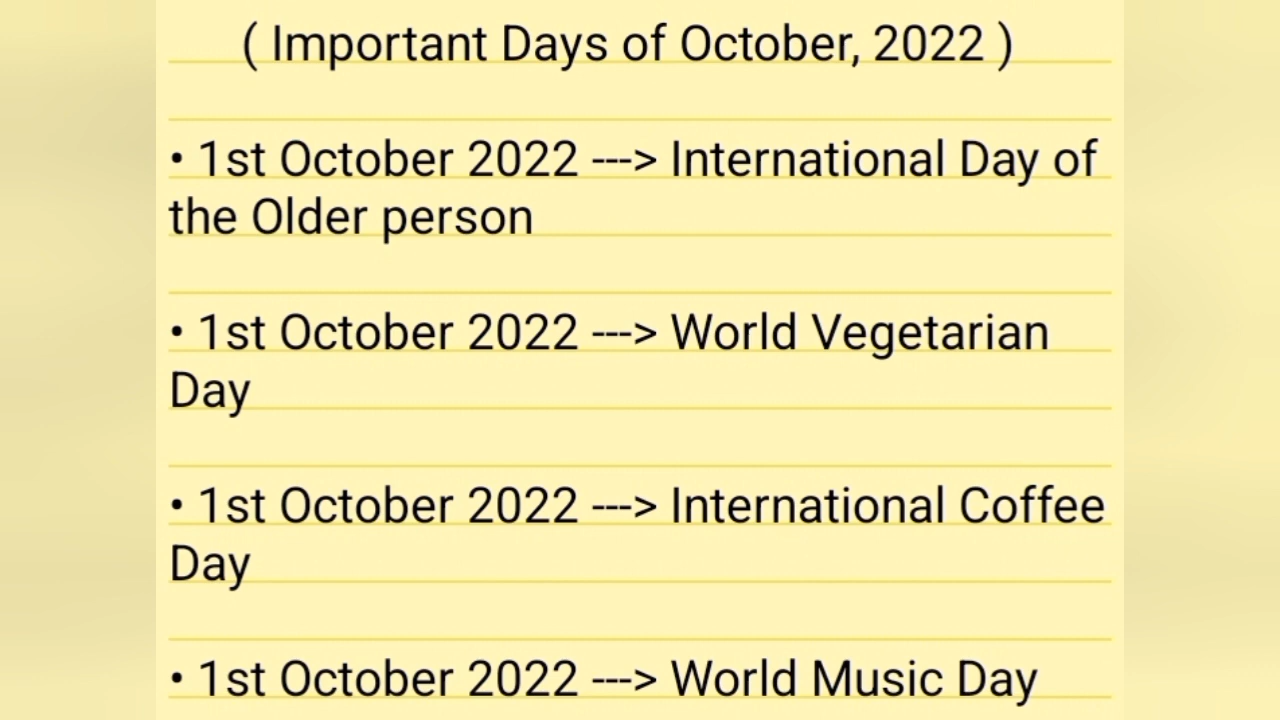 ( Important Days of October, 2022 )
• 1st October 2022 ---> International Day of
the Older person
• 1st October 2022 ---> World Vegetarian
Day
• 1st October 2022 ---> International Coffee
Day
• 1st October 2022 ---> World Music Day